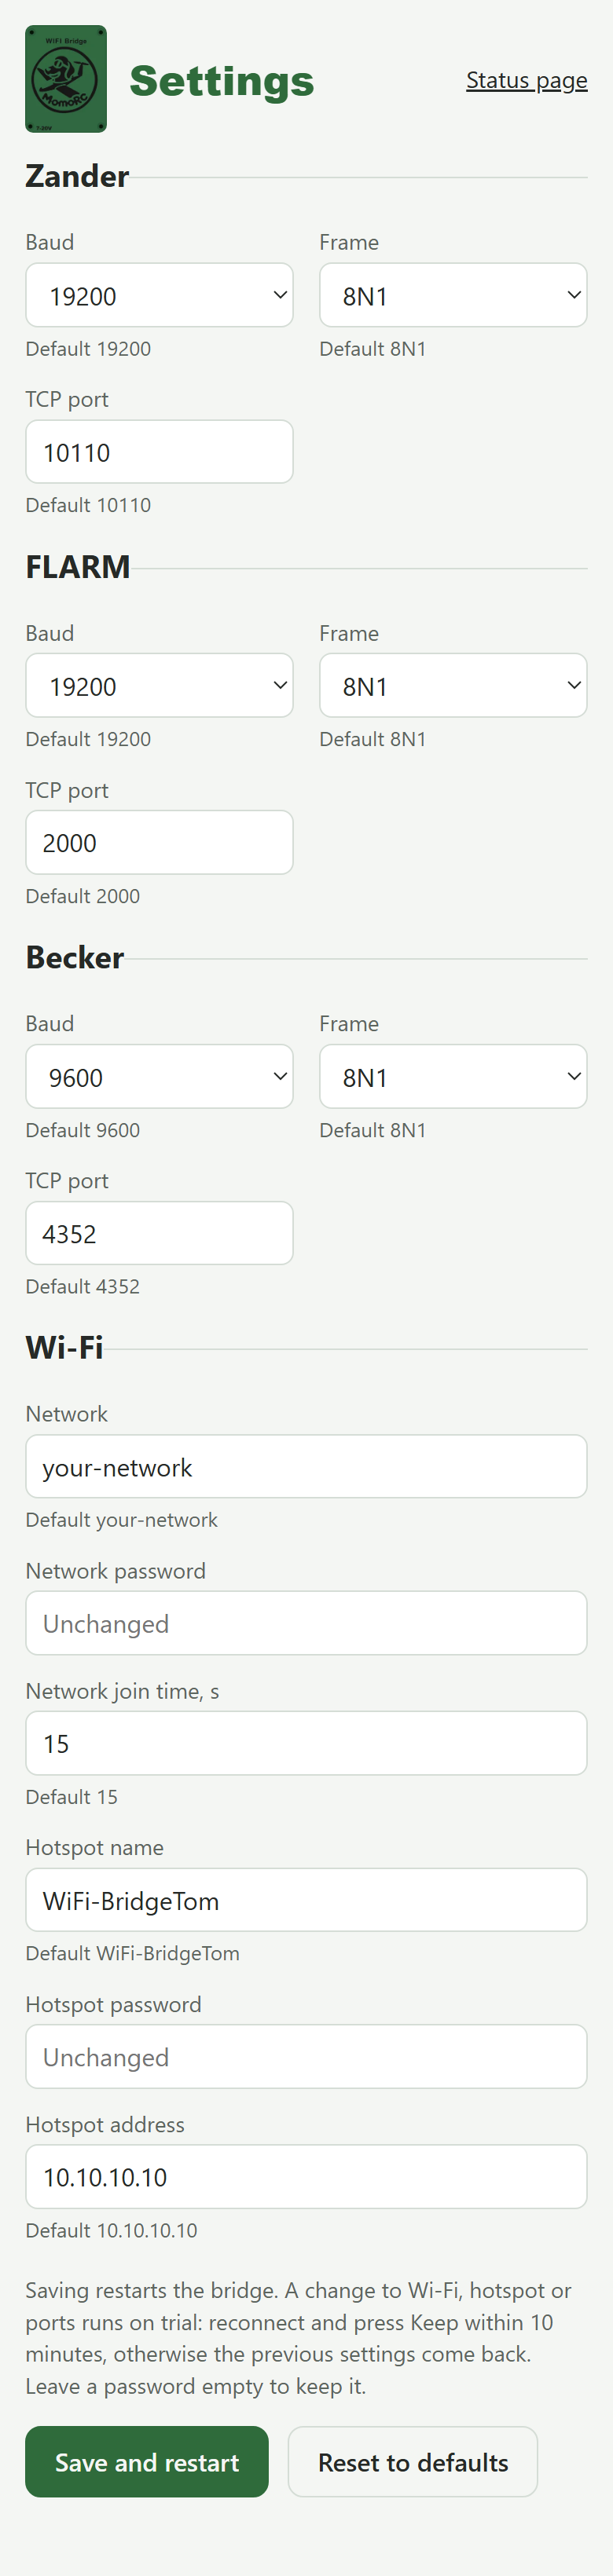 WiFi Bridge
MomoRC
Settings
Status page
Zander
Baud
Frame
19200
8N1
Default 19200
Default 8N1
TCP port
10110
Default 10110
FLARM
Baud
Frame
19200
8N1
Default 19200
Default 8N1
TCP port
2000
Default 2000
Becker
Baud
Frame
9600
8N1
Default 9600
Default 8N1
TCP port
4352
Default 4352
Wi-Fi
Network
your-network
Default your-network
Network password
Unchanged
Network join time, s
15
Default 15
Hotspot name
WiFi-BridgeTom
Default WiFi-BridgeTom
Hotspot password
Unchanged
Hotspot address
10.10.10.10
Default 10.10.10.10
Saving restarts the bridge. A change to Wi-Fi, hotspot or
ports runs on trial: reconnect and press Keep within 10
minutes, otherwise the previous settings come back.
Leave a password empty to keep it.
Save and restart
Reset to defaults